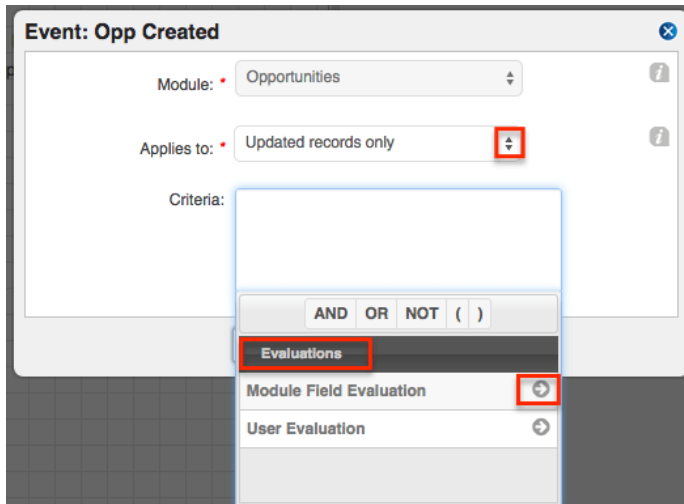 Event: Opp Created
Module: * Opportunities
Applies to: * Updated records only
Criteria:
AND OR NOT ( )
Evaluations
Module Field Evaluation
User Evaluation